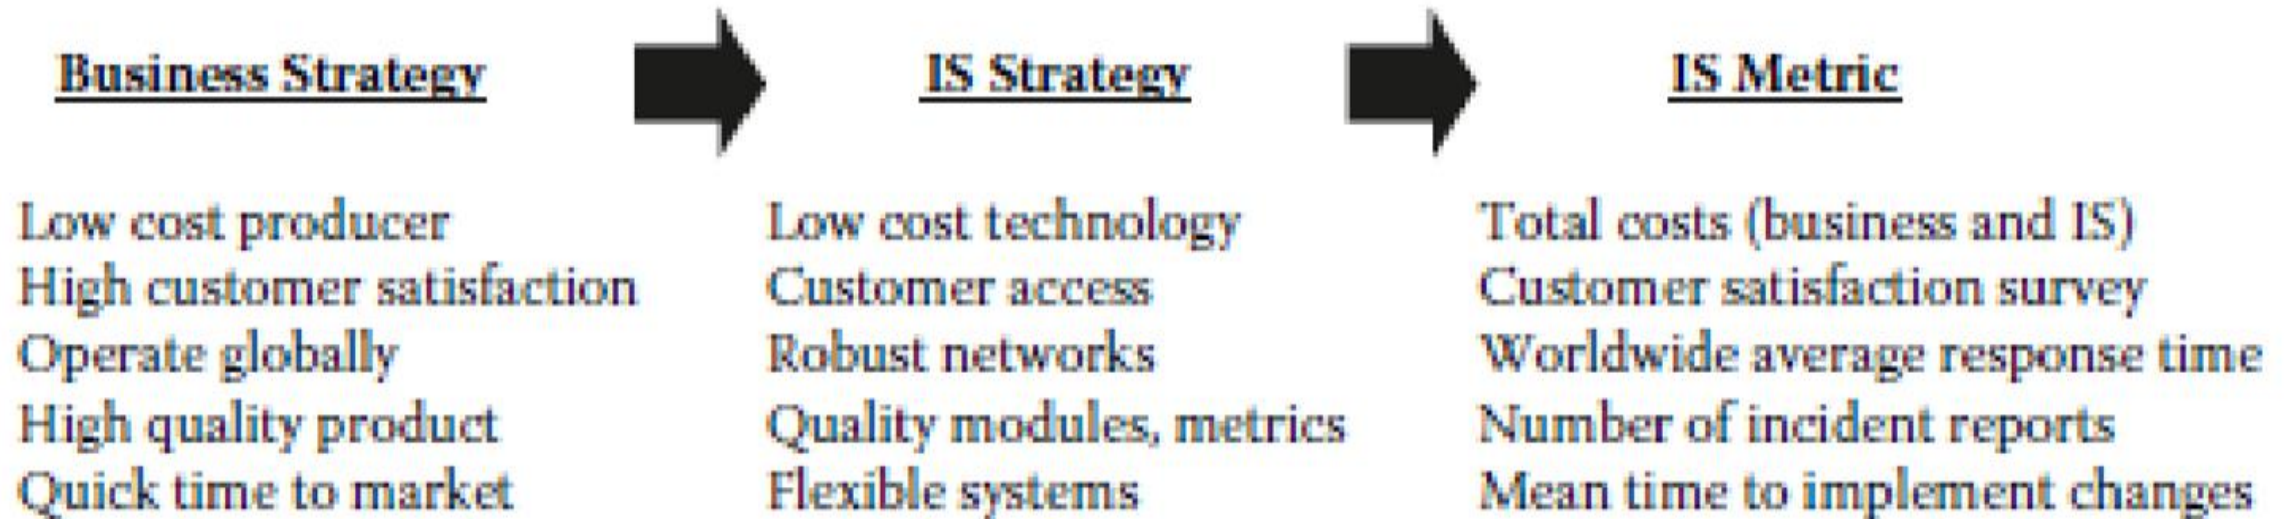 Business Strategy IS Strategy IS Metric
Low cost producer Low cost technology Total costs (business and IS)
High customer satisfaction Customer access Customer satisfaction survey
Operate globally Robust networks Worldwide average response time
High quality product Quality modules, metrics Number of incident reports
Quick time to market Flexible systems Mean time to implement changes